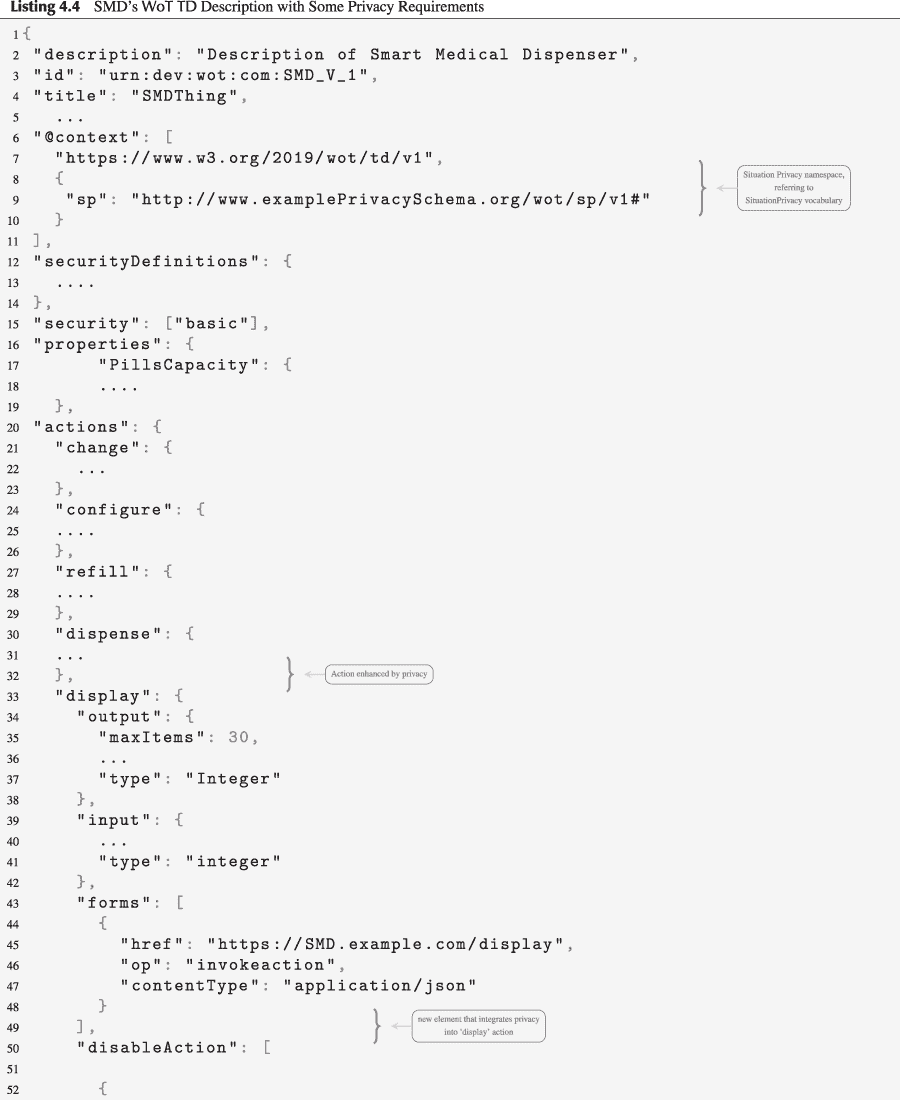 Listing 4.4 SMD's WoT TD Description with Some Privacy Requirements
1 {
2 "description": "Description of Smart Medical Dispenser",
3 "id": "urn:dev:wot:com:SMD_V_1",
4 "title": "SMDThing",
5 ...
6 "@context": [
7 "https://www.w3.org/2019/wot/td/v1",
8 {
Situation Privacy namespace,
referring to
SituationPrivacy vocabulary
9 "sp": "http://www.examplePrivacySchema.org/wot/sp/v1#"
10 }
11 ],
12 "securityDefinitions": {
13 ....
14 },
15 "security": ["basic"],
16 "properties": {
17 "PillsCapacity": {
18 ....
19 },
20 "actions": {
21 "change": {
22 ...
23 },
24 "configure": {
25 ....
26 },
27 "refill": {
28 ....
29 },
30 "dispense": {
31 ...
32 },
Action enhanced by privacy
33 "display": {
34 "output": {
35 "maxItems": 30,
36 ...
37 "type": "Integer"
38 },
39 "input": {
40 ...
41 "type": "integer"
42 },
43 "forms": [
44 {
45 "href": "https://SMD.example.com/display",
46 "op": "invokeaction",
47 "contentType": "application/json"
48 }
49 ],
new element that integrates privacy
into 'display' action
50 "disableAction": [
51
52 {